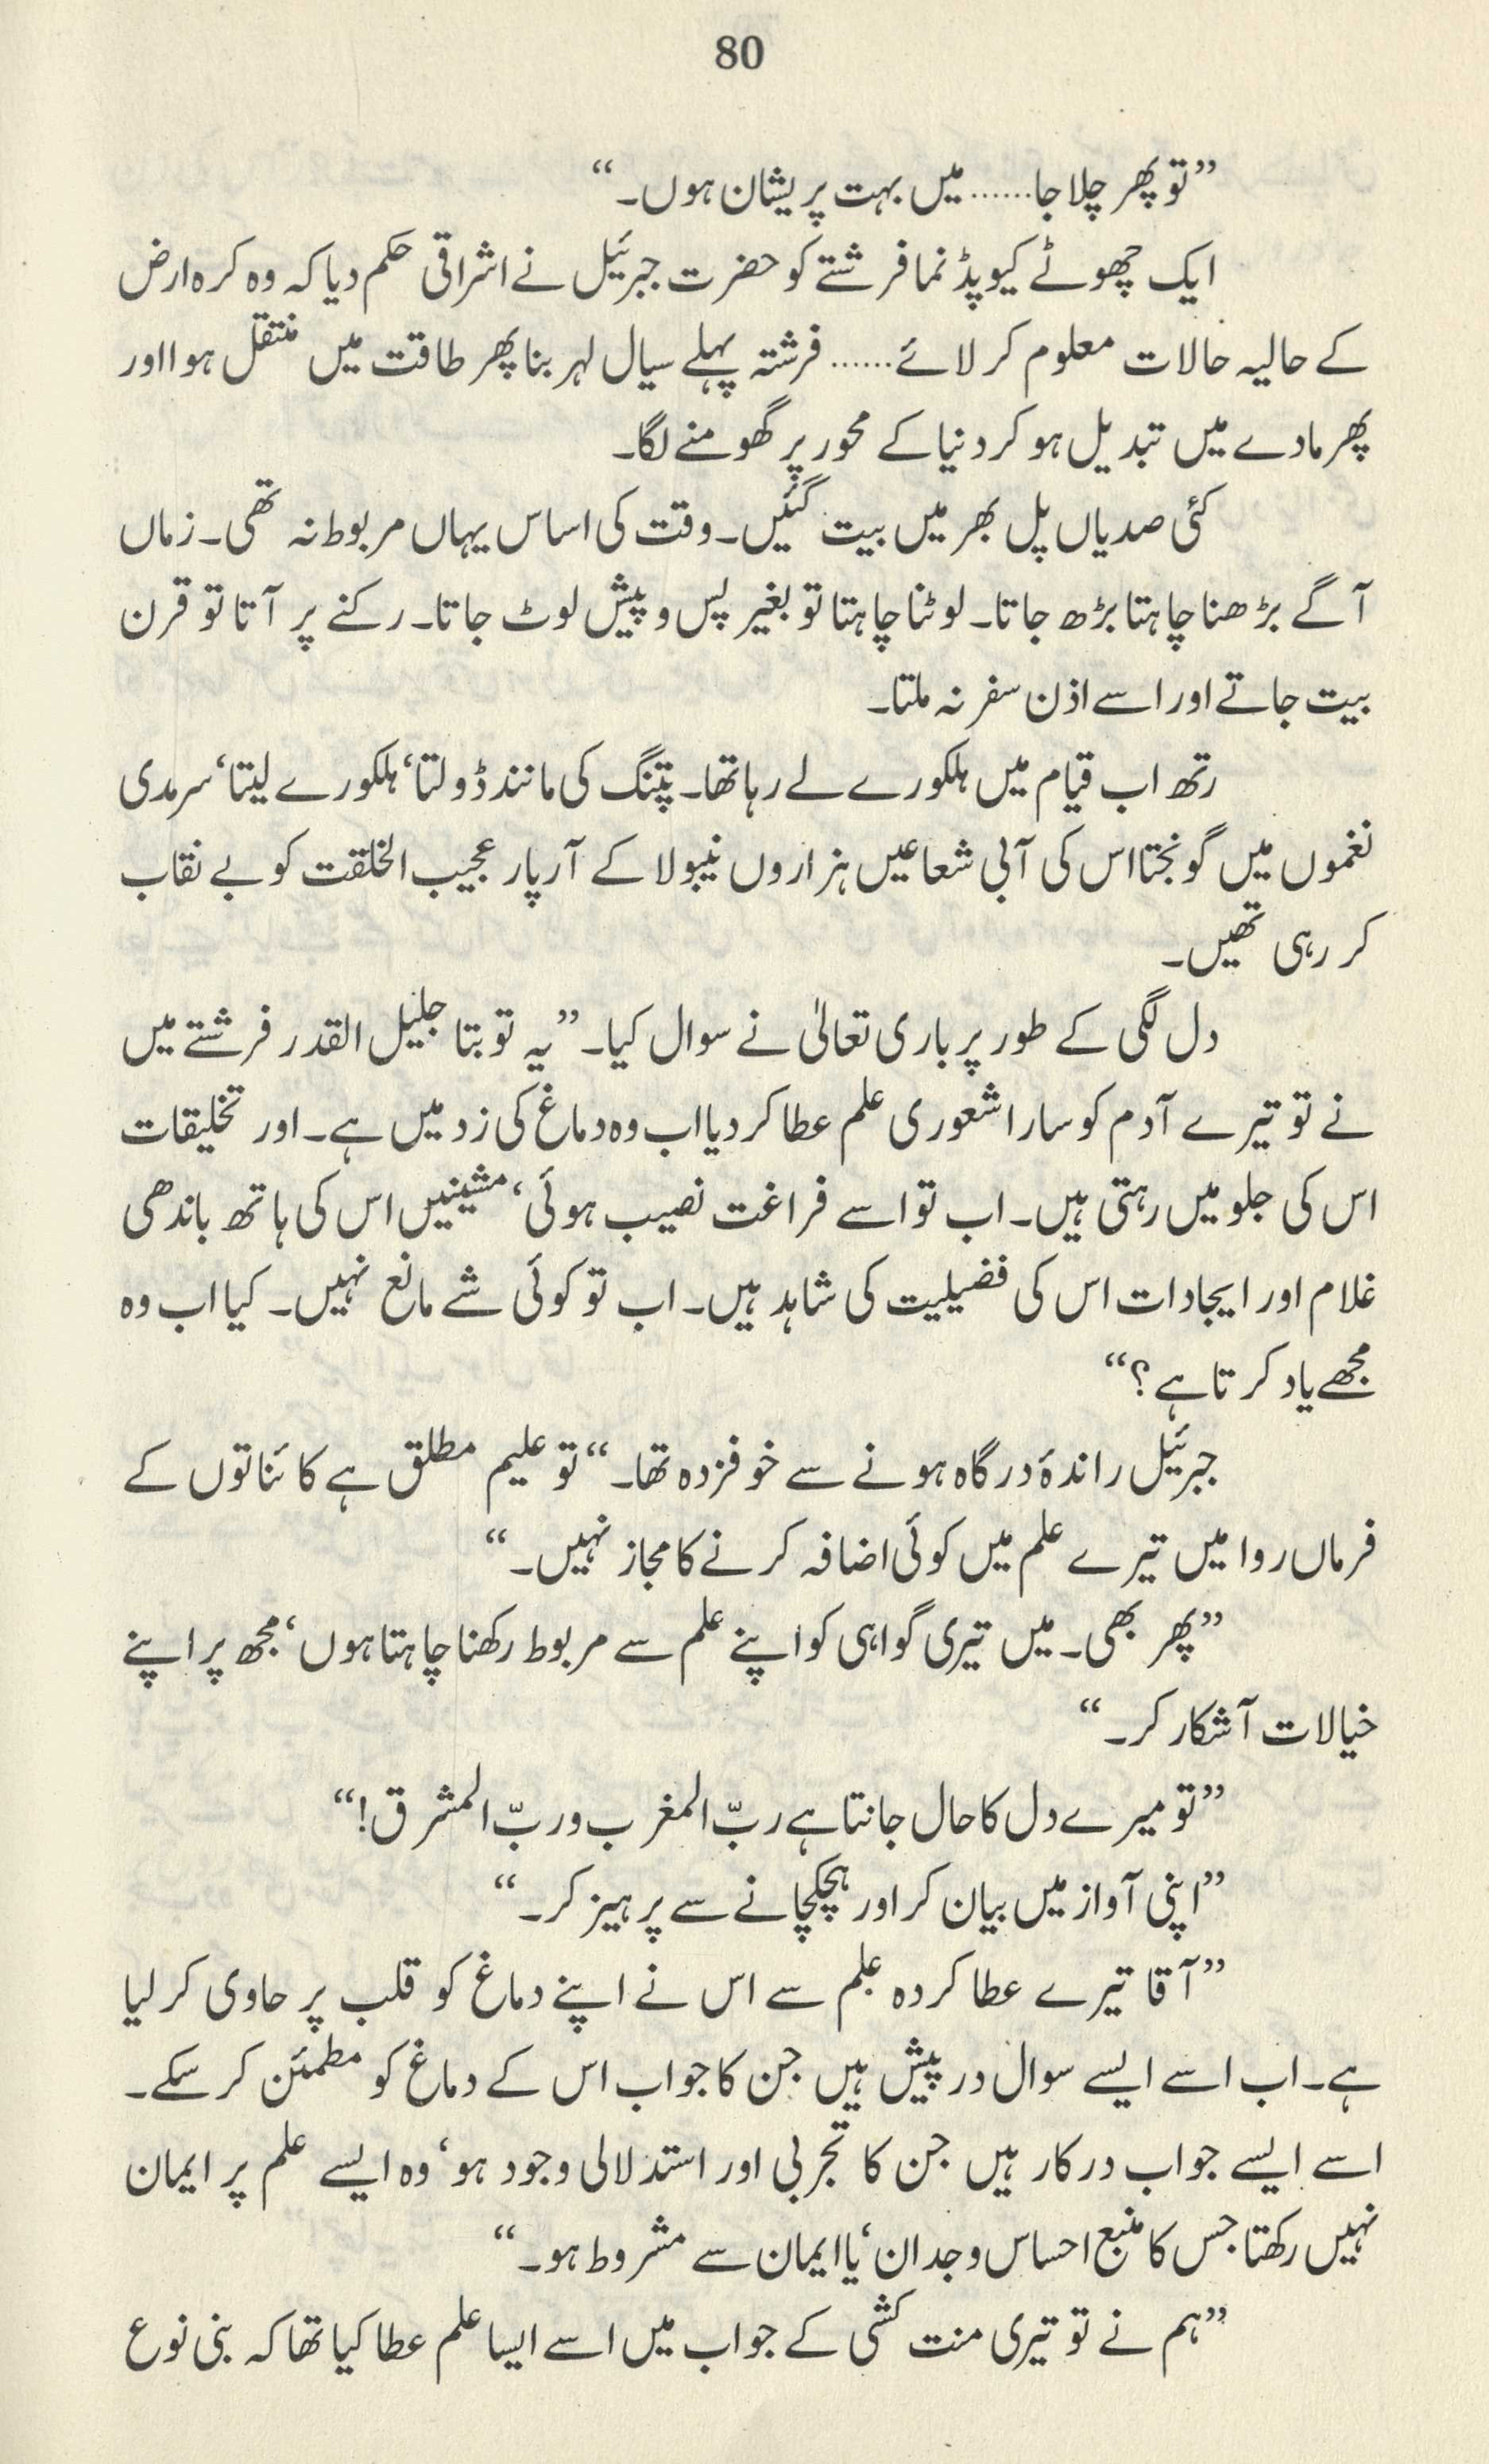 80
”تو پھر چلا جا...... میں بہت پریشان ہوں۔“
ایک چھوٹے کیوپڈ نما فرشتے کو حضرت جبرئیل نے اشراقی حکم دیا کہ وہ کرہ ارض
کے حالیہ حالات معلوم کر لائے...... فرشتہ پہلے سیال لہر بنا پھر طاقت میں منتقل ہوا اور
پھر مادے میں تبدیل ہو کر دنیا کے محور پر گھومنے لگا۔
کئی صدیاں پل بھر میں بیت گئیں۔ وقت کی اساس یہاں مربوط نہ تھی۔ زماں
آگے بڑھنا چاہتا بڑھ جاتا۔ لوٹنا چاہتا تو بغیر پس و پیش لوٹ جاتا۔ رکنے پر آتا تو قرن
بیت جاتے اور اسے اذن سفر نہ ملتا۔
رتھ اب قیام میں ہلکورے لے رہا تھا۔ پتنگ کی مانند ڈولتا‘ ہلکورے لیتا‘ سرمدی
نغموں میں گونجتا اس کی آبی شعاعیں ہزاروں نیبولا کے آرپار عجیب الخلقت کو بے نقاب
کر رہی تھیں۔
دل لگی کے طور پر باری تعالیٰ نے سوال کیا۔ ”یہ تو بتا جلیل القدر فرشتے میں
نے تو تیرے آدم کو سارا شعوری علم عطا کر دیا اب وہ دماغ کی زد میں ہے۔ اور تخلیقات
اس کی جلو میں رہتی ہیں۔ اب تو اسے فراغت نصیب ہوئی‘ مشینیں اس کی ہاتھ باندھی
غلام اور ایجادات اس کی فضیلیت کی شاہد ہیں۔ اب تو کوئی شے مانع نہیں۔ کیا اب وہ
مجھے یاد کرتا ہے؟“
جبرئیل راندۂ درگاہ ہونے سے خوفزدہ تھا۔ “تو علیم مطلق ہے کائناتوں کے
فرماں روا میں تیرے علم میں کوئی اضافہ کرنے کا مجاز نہیں۔“
”پھر بھی۔ میں تیری گواہی کو اپنے علم سے مربوط رکھنا چاہتا ہوں‘ مجھ پر اپنے
خیالات آشکار کر۔“
”تو میرے دل کا حال جانتا ہے ربّ المغرب و ربّ المشرق!“
”اپنی آواز میں بیان کر اور ہچکچانے سے پرہیز کر۔“
”آقا تیرے عطا کردہ علم سے اس نے اپنے دماغ کو قلب پر حاوی کر لیا
ہے۔ اب اسے ایسے سوال درپیش ہیں جن کا جواب اس کے دماغ کو مطمئن کر سکے۔
اسے ایسے جواب درکار ہیں جن کا تجربی اور استدلالی وجود ہو‘ وہ ایسے علم پر ایمان
نہیں رکھتا جس کا منبع احساس وجدان‘ یا ایمان سے مشروط ہو۔“
”ہم نے تو تیری منت کشی کے جواب میں اسے ایسا علم عطا کیا تھا کہ بنی نوع